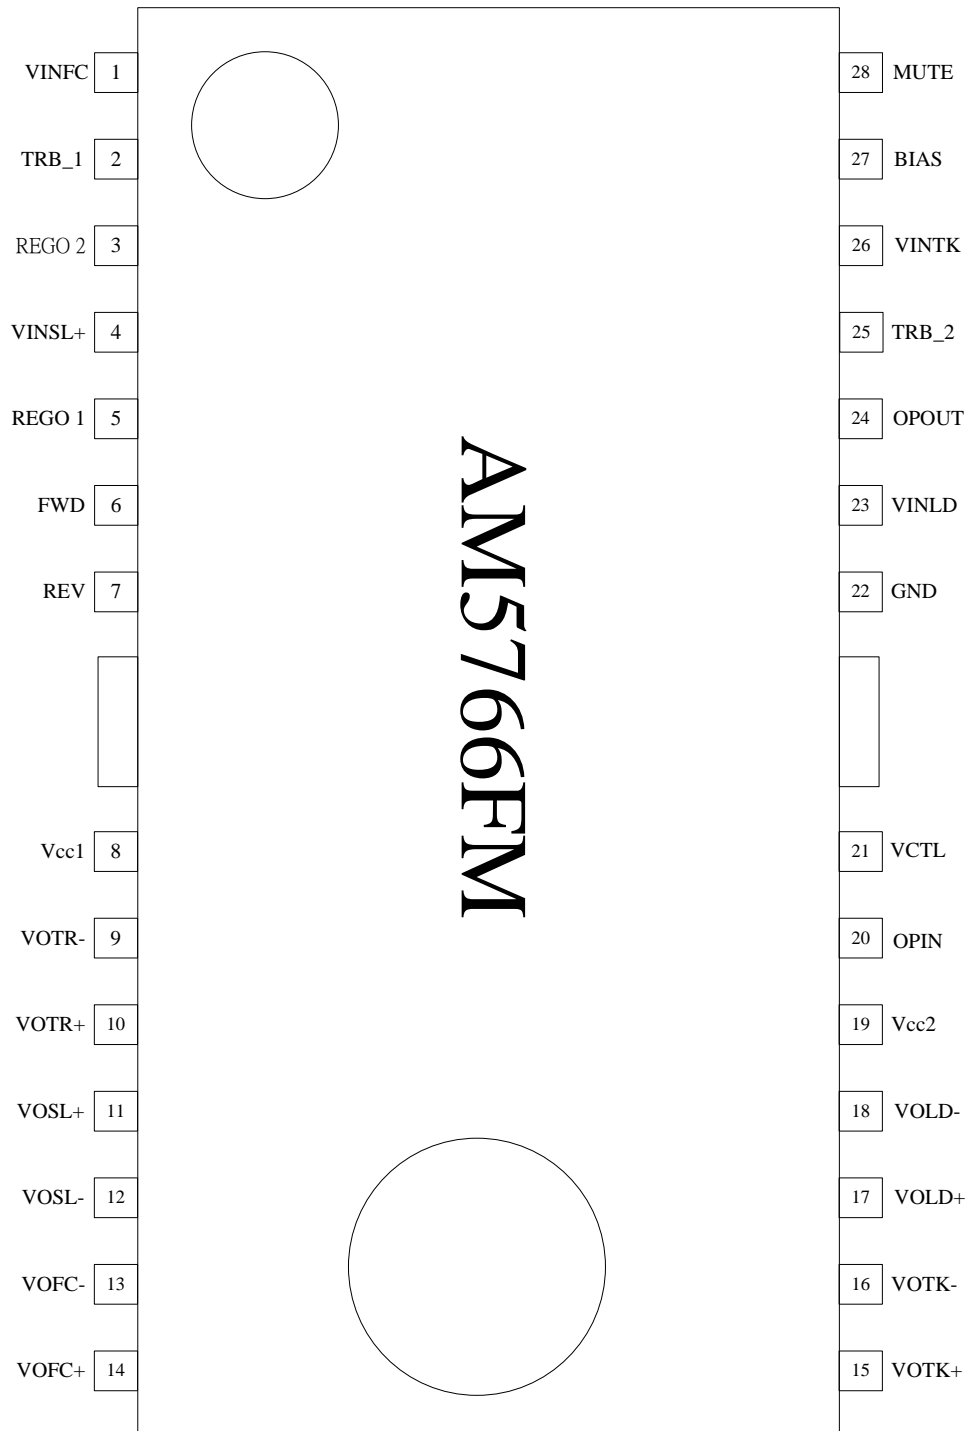 VINFC 1 28 MUTE
TRB_1 2 27 BIAS
REGO 2 3 26 VINTK
VINSL+ 4 25 TRB_2
REGO 1 5 24 OPOUT
FWD 6 23 VINLD
REV 7 22 GND
AM5766FM
Vcc1 8 21 VCTL
VOTR- 9 20 OPIN
VOTR+ 10 19 Vcc2
VOSL+ 11 18 VOLD-
VOSL- 12 17 VOLD+
VOFC- 13 16 VOTK-
VOFC+ 14 15 VOTK+